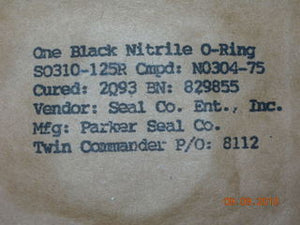 One Black Nitrile O-Ring
SO310-125R Cmpd: N0304-75
Cured: 2Q93 BN: 829855
Vendor: Seal Co. Ent., Inc.
Mfg: Parker Seal Co.
Twin Commander P/O: 8112